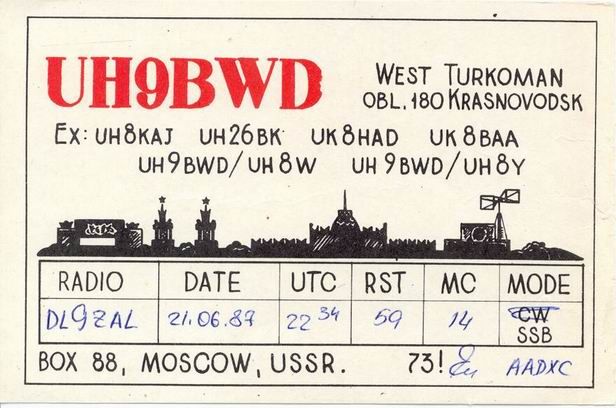 UH9BWD
WEST TURKOMAN
OBL. 180 KRASNOVODSK
EX: UH8KAJ UH26BK UK8HAD UK8BAA
UH9BWD/UH8W UH9BWD/UH8Y
RADIO DATE UTC RST MC MODE
DL9ZAL 21.06.87 22 34 59 14 CW
SSB
BOX 88, MOSCOW, USSR. 73! AADXC